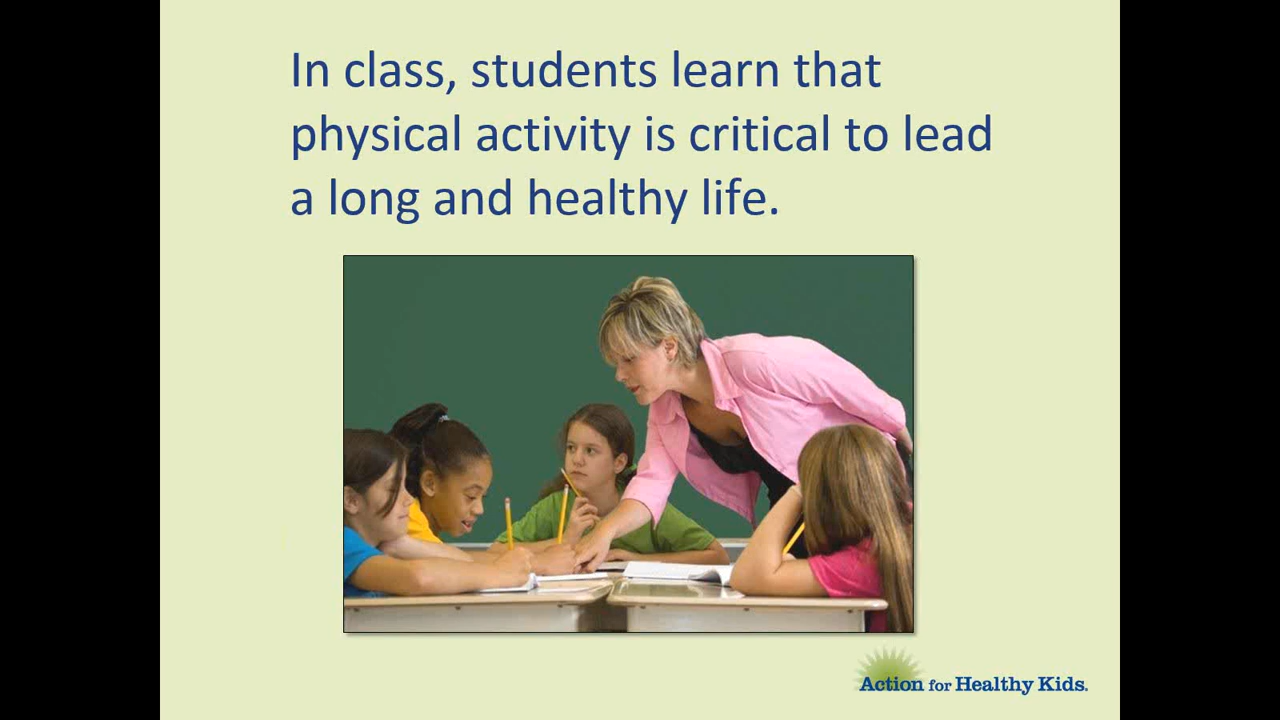 In class, students learn that
physical activity is critical to lead
a long and healthy life.
Action for Healthy Kids.